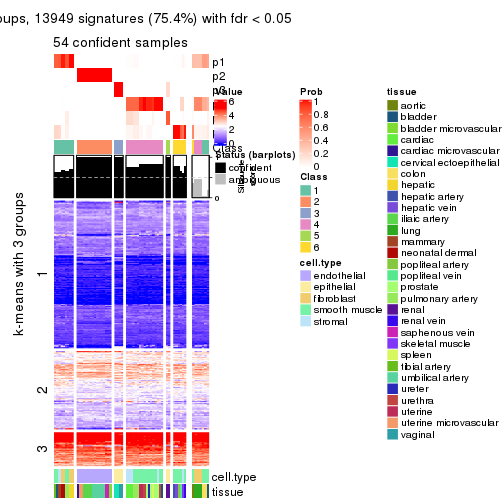 oups, 13949 signatures (75.4%) with fdr < 0.05
54 confident samples
p1
p2
p4
Value
6
4
2
0
Class
Status (barplots)
confident
ambiguous
0
k-means with 3 groups
1
2
3
cell.type
tissue
Prob
1
0.8
0.6
0.4
0.2
0
Class
1
2
3
4
5
6
cell.type
endothelial
epithelial
fibroblast
smooth muscle
stromal
tissue
aortic
bladder
bladder microvascular
cardiac
cardiac microvascular
cervical ectoepithelial
colon
hepatic
hepatic artery
hepatic vein
iliaic artery
lung
mammary
neonatal dermal
popliteal artery
popliteal vein
prostate
pulmonary artery
renal
renal vein
saphenous vein
skeletal muscle
spleen
tibial artery
umbilical artery
ureter
urethra
uterine
uterine microvascular
vaginal